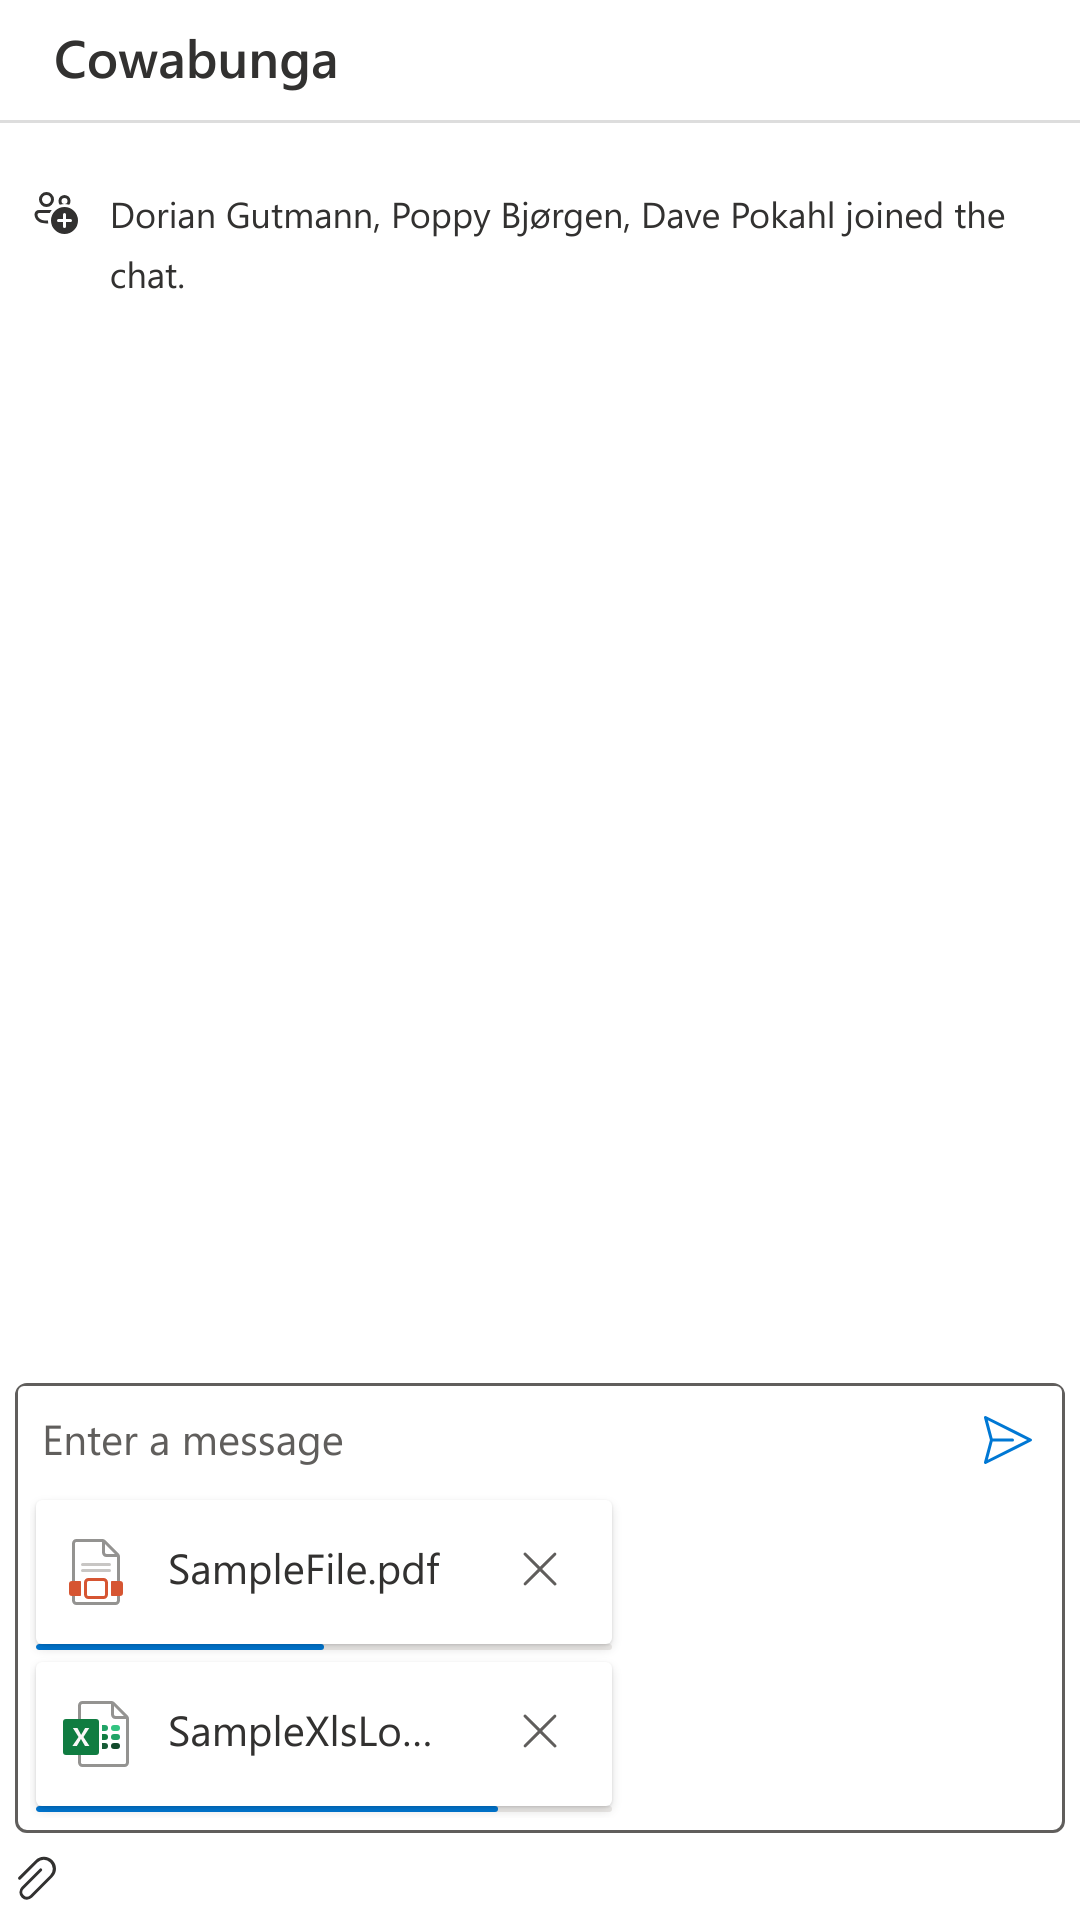 Cowabunga
Dorian Gutmann, Poppy Bjørgen, Dave Pokahl joined the
chat.
Enter a message
SampleFile.pdf
X
SampleXlsLo...